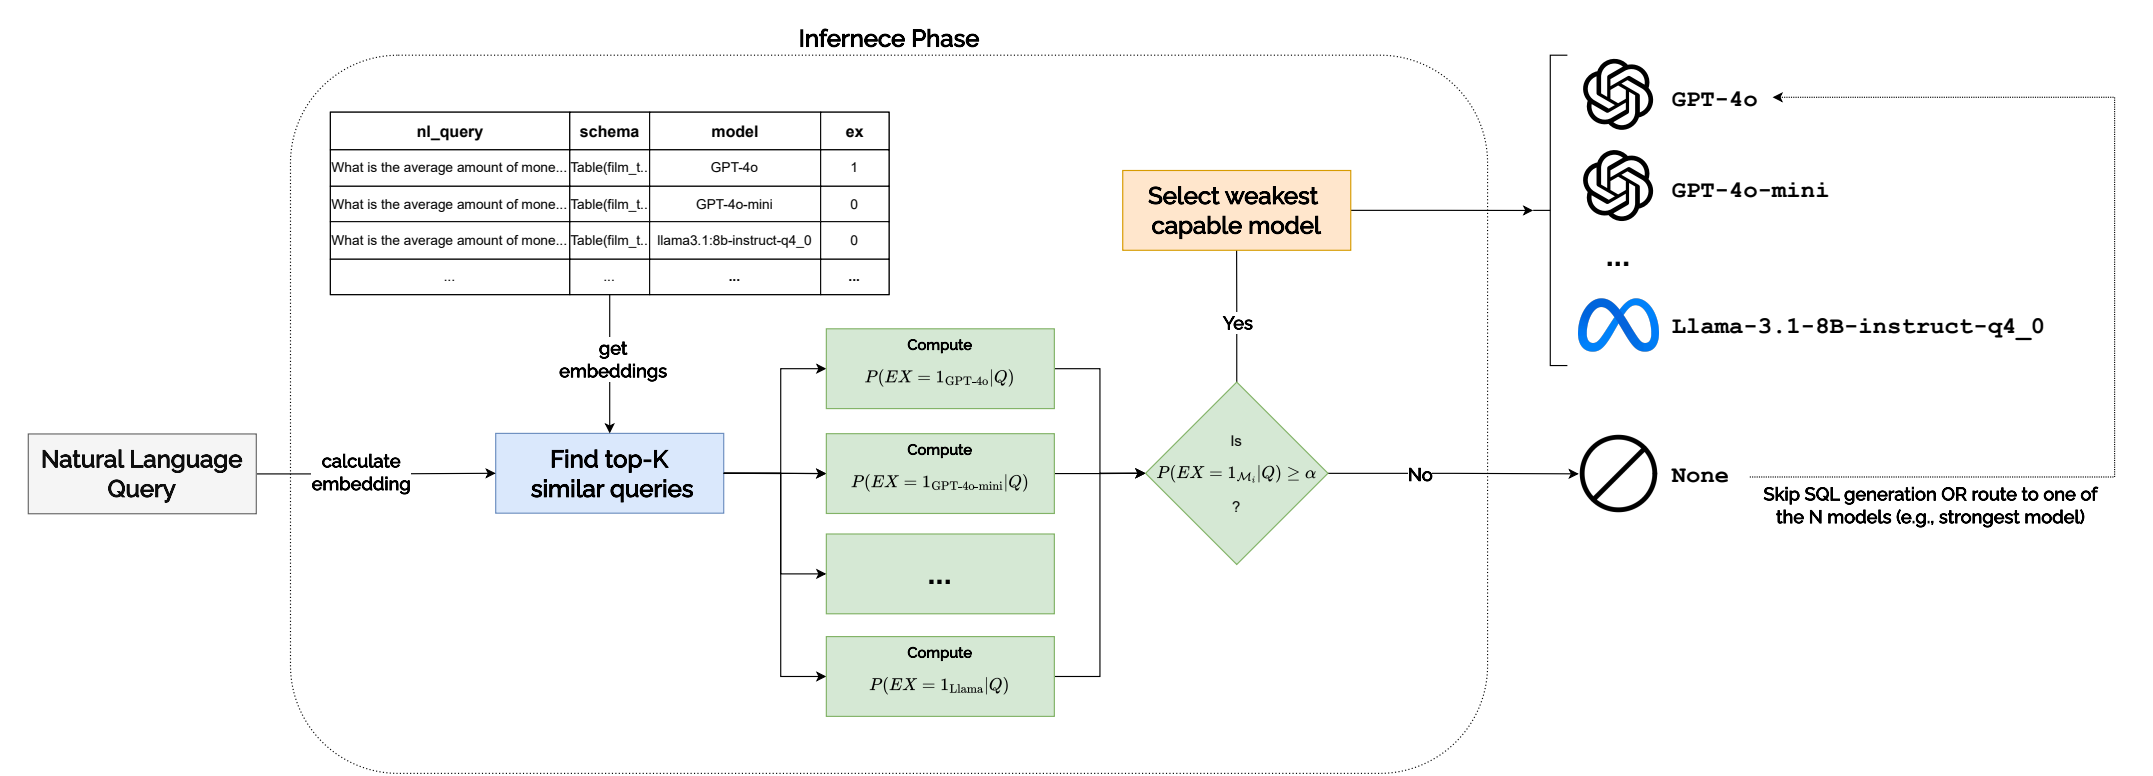 Infernece Phase
nl_query schema model ex
What is the average amount of mone... Table(film_t.. GPT-4o 1
What is the average amount of mone... Table(film_t.. GPT-4o-mini 0
What is the average amount of mone... Table(film_t.. llama3.1:8b-instruct-q4_0 0
... ... ... ...
get
embeddings
Natural Language
Query
calculate
embedding
Find top-K
similar queries
Compute
P(EX = 1_GPT-4o|Q)
Compute
P(EX = 1_GPT-4o-mini|Q)
...
Compute
P(EX = 1_Llama|Q)
Is
P(EX = 1_ℳᵢ|Q) ≥ α
?
Yes
Select weakest
capable model
No
GPT-4o
GPT-4o-mini
...
Llama-3.1-8B-instruct-q4_0
None
Skip SQL generation OR route to one of
the N models (e.g., strongest model)